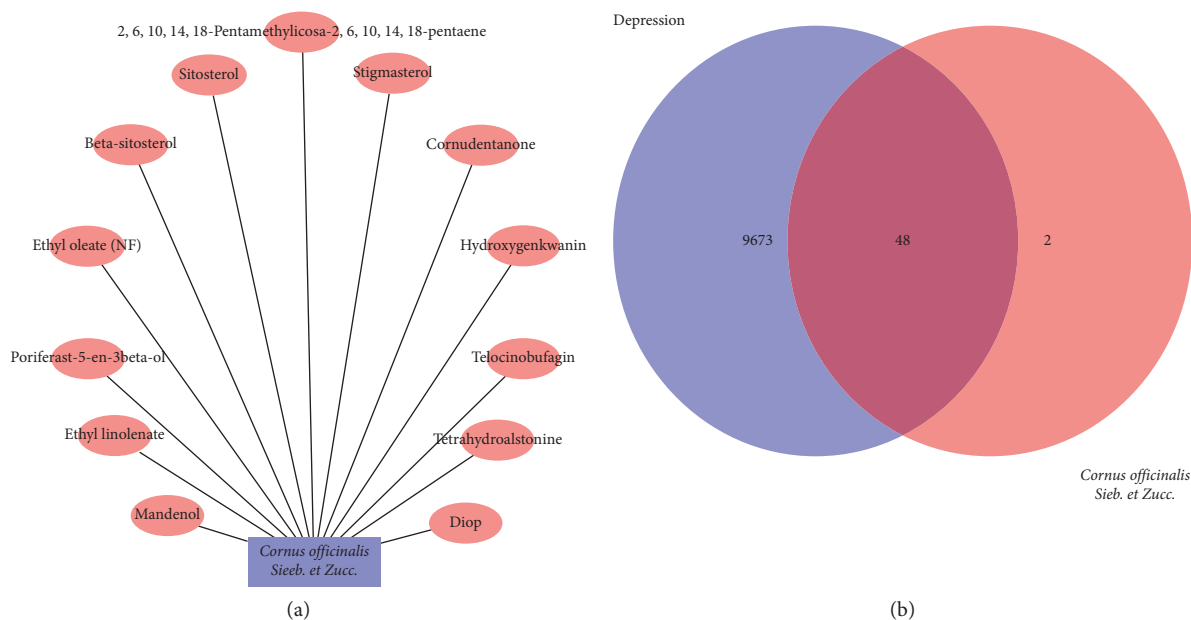 2, 6, 10, 14, 18-Pentamethylicosa-2, 6, 10, 14, 18-pentaene
Sitosterol
Stigmasterol
Beta-sitosterol
Cornudentanone
Ethyl oleate (NF)
Hydroxygenkwanin
Poriferast-5-en-3beta-ol
Telocinobufagin
Ethyl linolenate
Tetrahydroalstonine
Mandenol
Diop
Cornus officinalis
Sieeb. et Zucc.
(a)
Depression
9673
48
2
Cornus officinalis
Sieb. et Zucc.
(b)